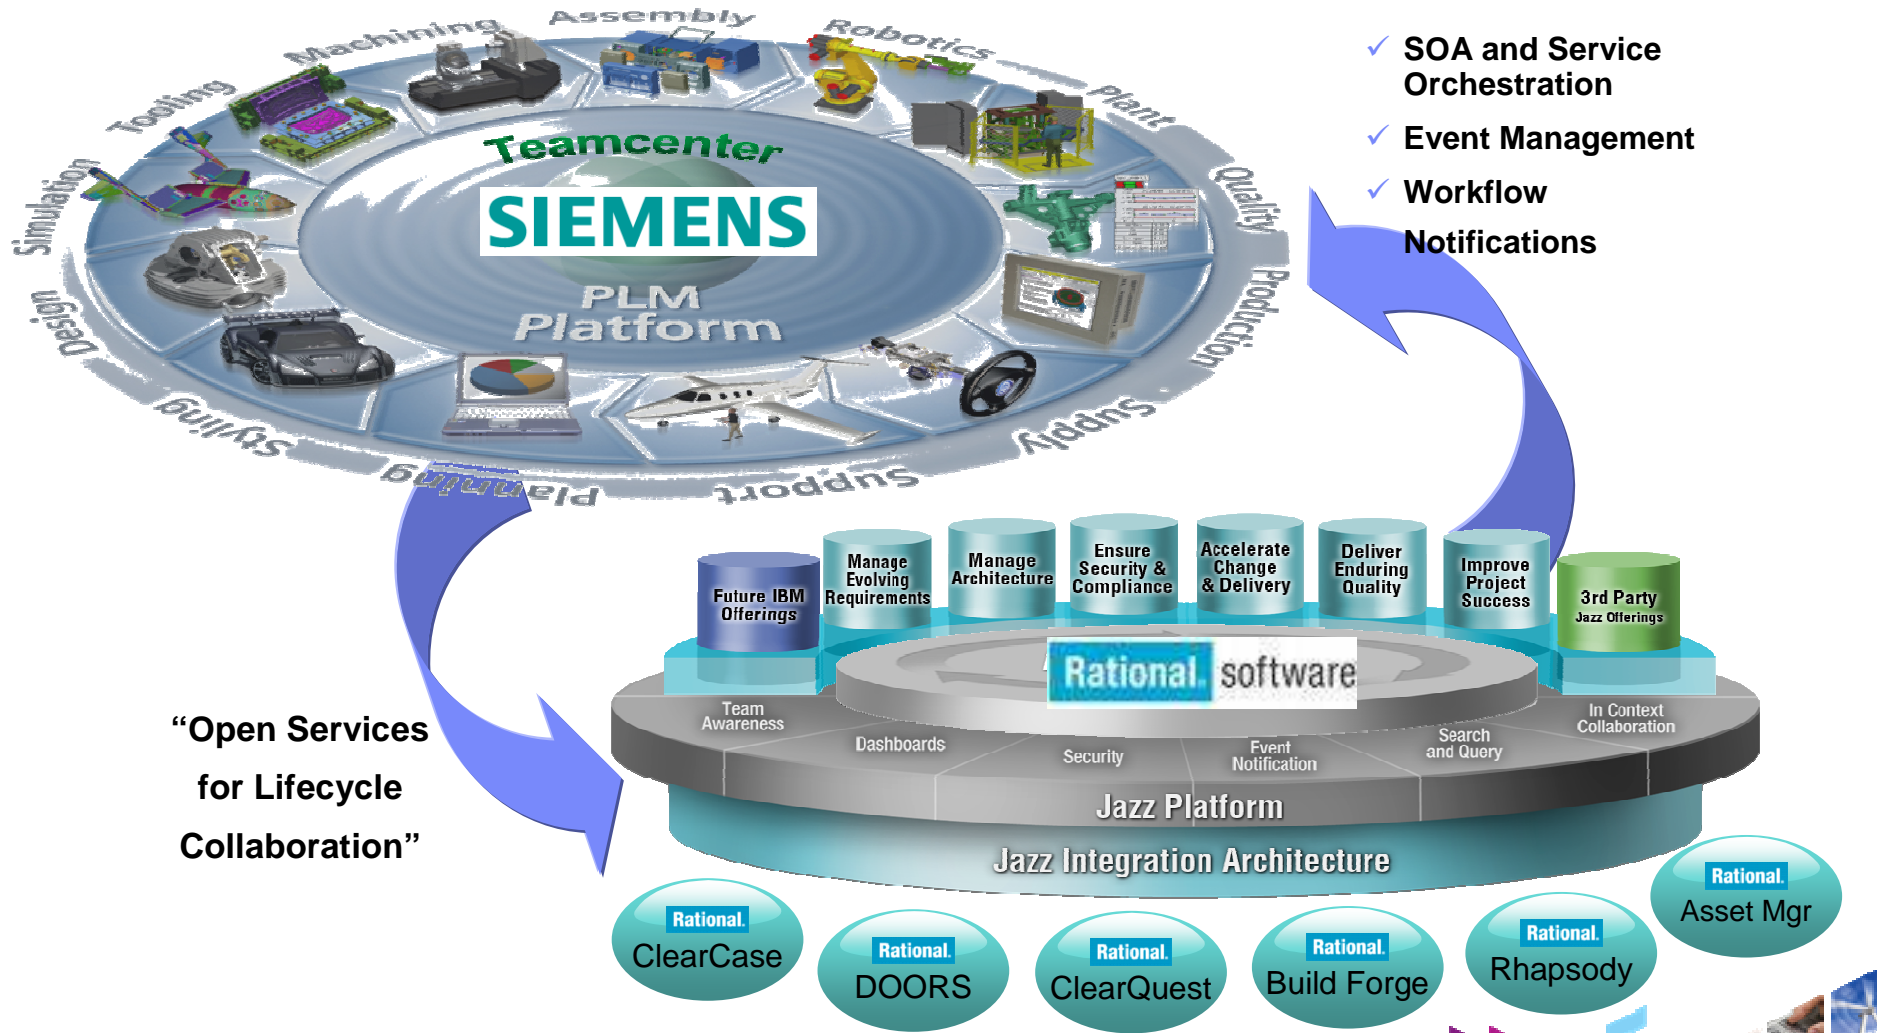 Assembly
Machining
Robotics
Tooling
Plant
Simulation
Quality
Design
Production
Styling
Supply
Planning
Support
Teamcenter
SIEMENS
PLM
Platform
✓ SOA and Service
Orchestration
✓ Event Management
✓ Workflow
Notifications
“Open Services
for Lifecycle
Collaboration”
Future IBM
Offerings
Manage
Evolving
Requirements
Manage
Architecture
Ensure
Security &
Compliance
Accelerate
Change
& Delivery
Deliver
Enduring
Quality
Improve
Project
Success
3rd Party
Jazz Offerings
Rational. software
Team
Awareness
Dashboards
Security
Event
Notification
Search
and Query
In Context
Collaboration
Jazz Platform
Jazz Integration Architecture
Rational.
ClearCase
Rational.
DOORS
Rational.
ClearQuest
Rational.
Build Forge
Rational.
Rhapsody
Rational.
Asset Mgr